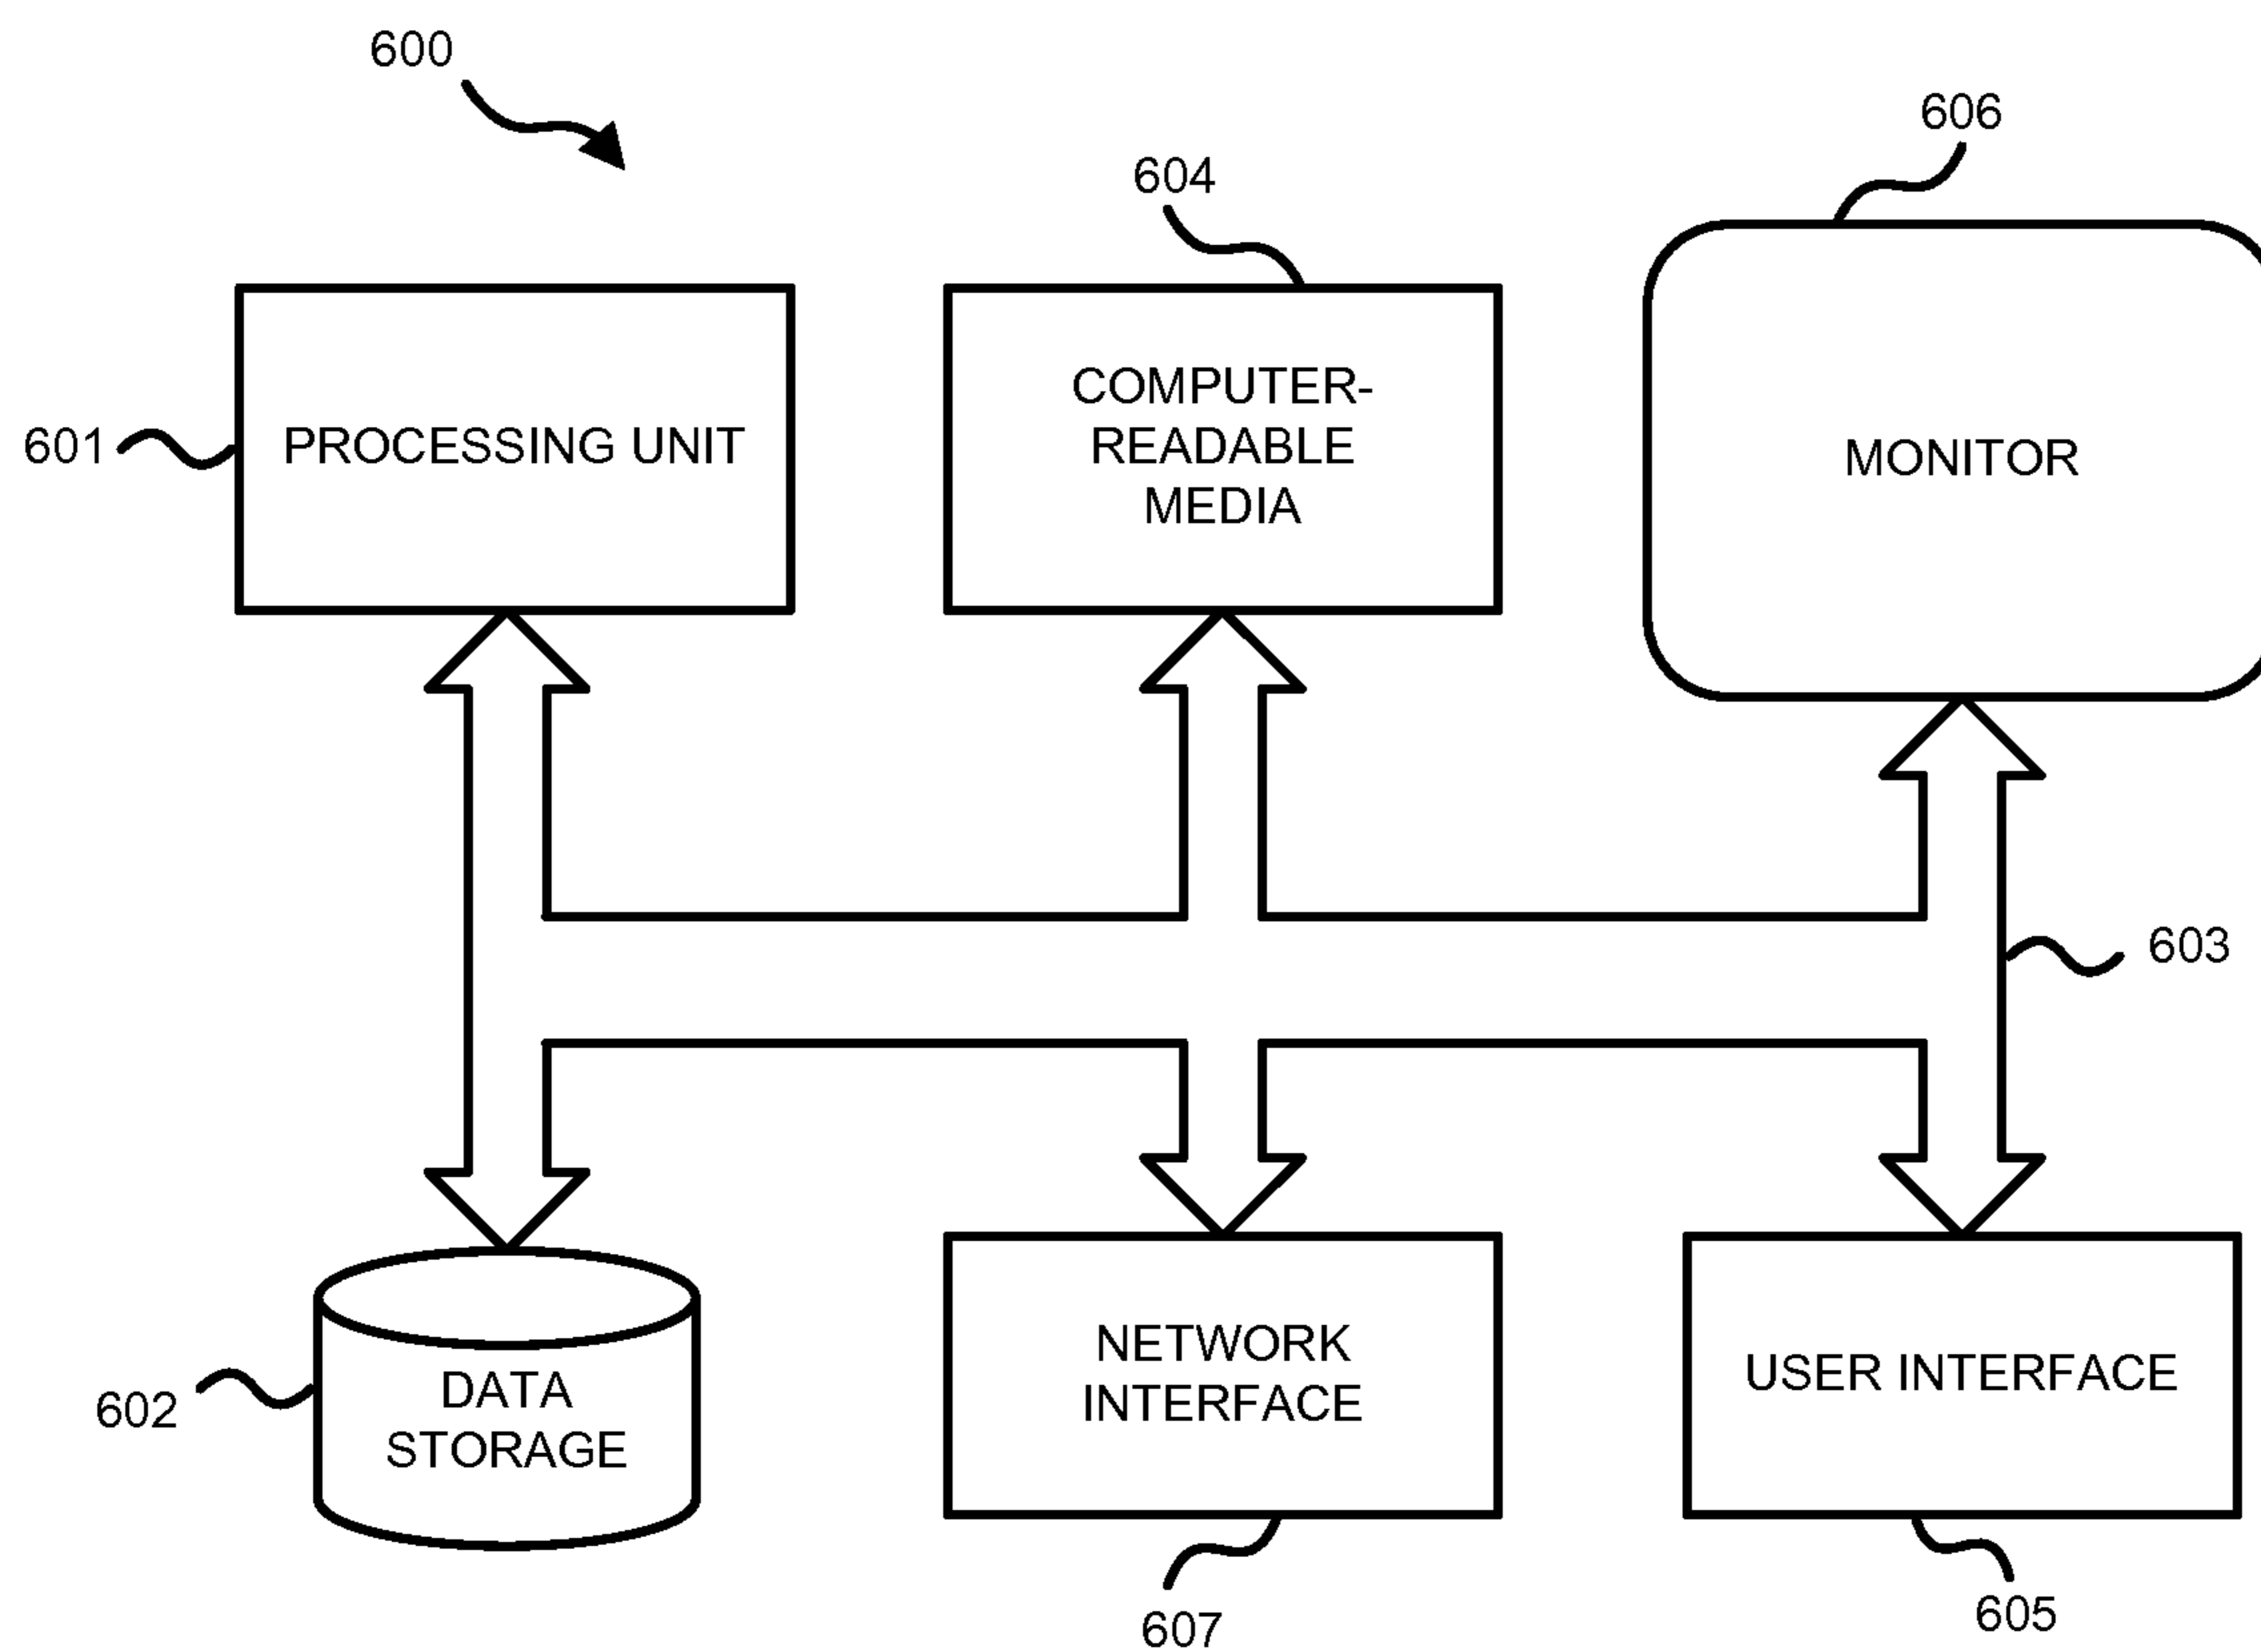 600
606
604
COMPUTER-
READABLE
MEDIA
601
PROCESSING UNIT
MONITOR
603
NETWORK
INTERFACE
USER INTERFACE
602
DATA
STORAGE
607
605